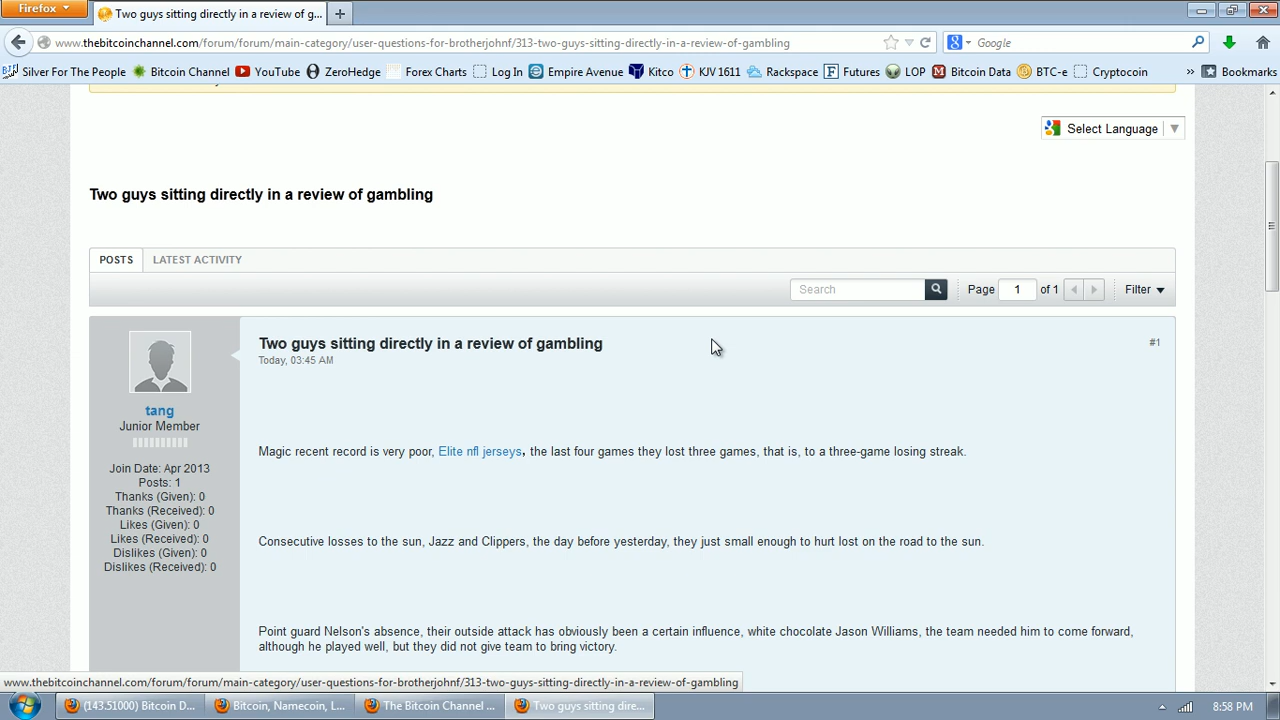 Firefox
Two guys sitting directly in a review of g...
www.thebitcoinchannel.com/forum/forum/main-category/user-questions-for-brotherjohnf/313-two-guys-sitting-directly-in-a-review-of-gambling
Google
Silver For The People
Bitcoin Channel
YouTube
ZeroHedge
Forex Charts
Log In
Empire Avenue
Kitco
KJV 1611
Rackspace
Futures
LOP
Bitcoin Data
BTC-e
Cryptocoin
»
Bookmarks
Select Language
Two guys sitting directly in a review of gambling
POSTS
LATEST ACTIVITY
Search
Page 1 of 1
Filter
Two guys sitting directly in a review of gambling
#1
Today, 03:45 AM
tang
Junior Member
Join Date: Apr 2013
Posts: 1
Thanks (Given): 0
Thanks (Received): 0
Likes (Given): 0
Likes (Received): 0
Dislikes (Given): 0
Dislikes (Received): 0
Magic recent record is very poor, Elite nfl jerseys, the last four games they lost three games, that is, to a three-game losing streak.
Consecutive losses to the sun, Jazz and Clippers, the day before yesterday, they just small enough to hurt lost on the road to the sun.
Point guard Nelson's absence, their outside attack has obviously been a certain influence, white chocolate Jason Williams, the team needed him to come forward,
although he played well, but they did not give team to bring victory.
www.thebitcoinchannel.com/forum/forum/main-category/user-questions-for-brotherjohnf/313-two-guys-sitting-directly-in-a-review-of-gambling
(143.51000) Bitcoin D...
Bitcoin, Namecoin, L...
The Bitcoin Channel ...
Two guys sitting dire...
8:58 PM